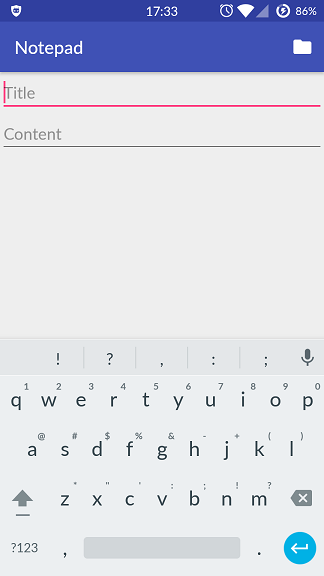 17:33 86%
Notepad
Title
Content
! ? , : ;
1 2 3 4 5 6 7 8 9 0
q w e r t y u i o p
@ # $ % & - + ( )
a s d f g h j k l
* " ' : ; ! ?
z x c v b n m
?123 , .